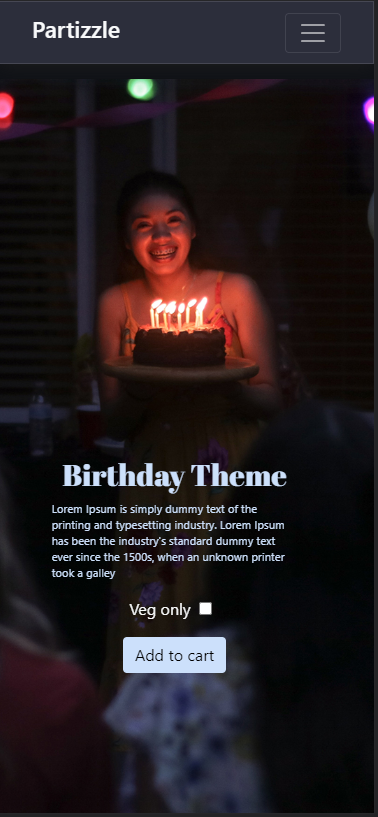 Partizzle
Birthday Theme
Lorem Ipsum is simply dummy text of the
printing and typesetting industry. Lorem Ipsum
has been the industry's standard dummy text
ever since the 1500s, when an unknown printer
took a galley
Veg only
Add to cart